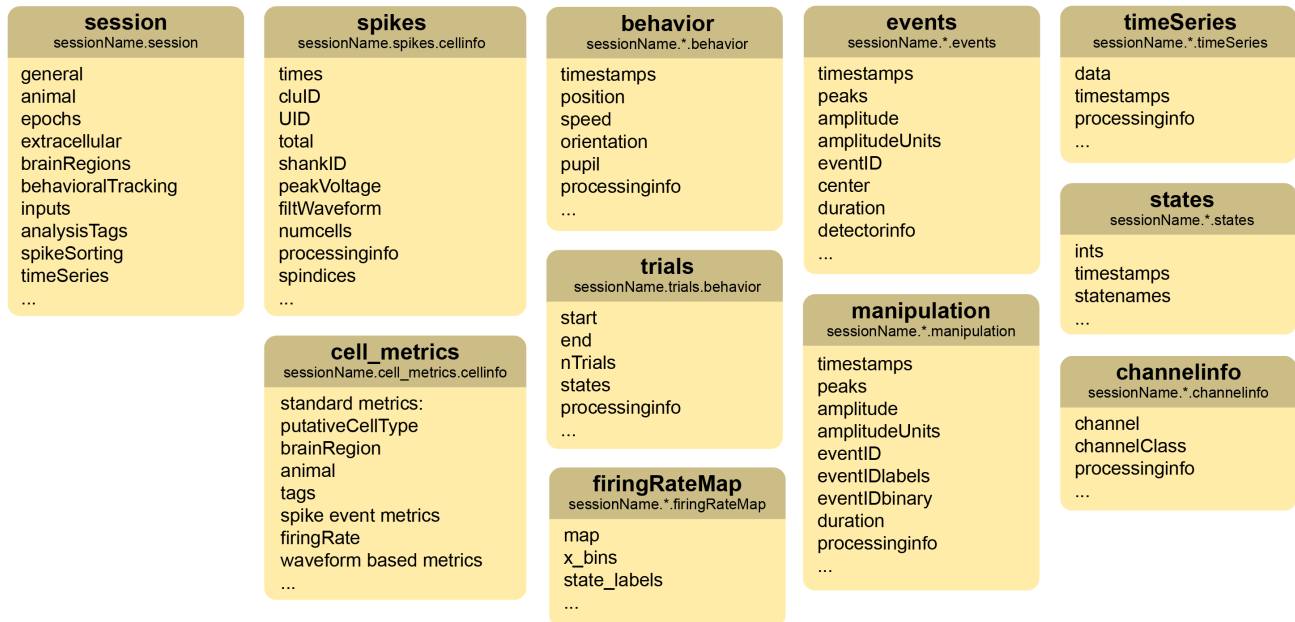 session
sessionName.session
general
animal
epochs
extracellular
brainRegions
behavioralTracking
inputs
analysisTags
spikeSorting
timeSeries
...
spikes
sessionName.spikes.cellinfo
times
cluID
UID
total
shankID
peakVoltage
filtWaveform
numcells
processinginfo
spindices
...
cell_metrics
sessionName.cell_metrics.cellinfo
standard metrics:
putativeCellType
brainRegion
animal
tags
spike event metrics
firingRate
waveform based metrics
...
behavior
sessionName.*.behavior
timestamps
position
speed
orientation
pupil
processinginfo
...
trials
sessionName.trials.behavior
start
end
nTrials
states
processinginfo
...
firingRateMap
sessionName.*.firingRateMap
map
x_bins
state_labels
...
events
sessionName.*.events
timestamps
peaks
amplitude
amplitudeUnits
eventID
center
duration
detectorinfo
...
manipulation
sessionName.*.manipulation
timestamps
peaks
amplitude
amplitudeUnits
eventID
eventIDlabels
eventIDbinary
duration
processinginfo
...
timeSeries
sessionName.*.timeSeries
data
timestamps
processinginfo
...
states
sessionName.*.states
ints
timestamps
statenames
...
channelinfo
sessionName.*.channelinfo
channel
channelClass
processinginfo
...